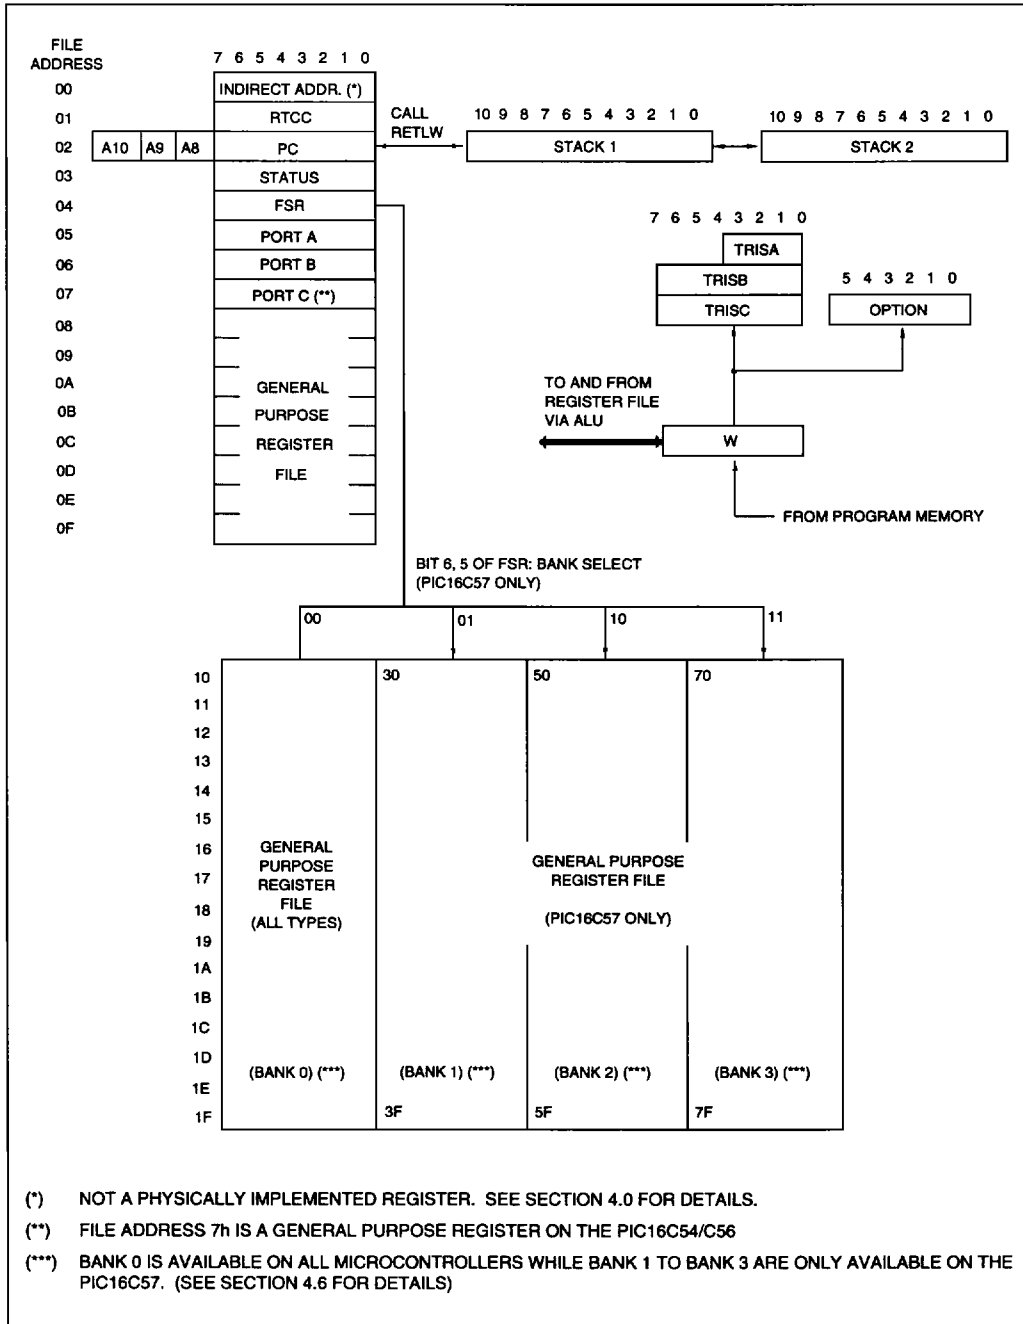 FILE
ADDRESS
7 6 5 4 3 2 1 0
00 INDIRECT ADDR. (*)
01 RTCC
02 A10 A9 A8 PC
03 STATUS
04 FSR
05 PORT A
06 PORT B
07 PORT C (**)
08
09
0A GENERAL
0B PURPOSE
0C REGISTER
0D FILE
0E
0F
CALL
RETLW
10 9 8 7 6 5 4 3 2 1 0
STACK 1
10 9 8 7 6 5 4 3 2 1 0
STACK 2
7 6 5 4 3 2 1 0
TRISA
TRISB
TRISC
5 4 3 2 1 0
OPTION
TO AND FROM
REGISTER FILE
VIA ALU
W
FROM PROGRAM MEMORY
BIT 6, 5 OF FSR: BANK SELECT
(PIC16C57 ONLY)
00 01 10 11
10 30 50 70
11
12
13
14
15
16
17
18
19
1A
1B
1C
1D
1E
1F 3F 5F 7F
GENERAL
PURPOSE
REGISTER
FILE
(ALL TYPES)
GENERAL PURPOSE
REGISTER FILE
(PIC16C57 ONLY)
(BANK 0) (***) (BANK 1) (***) (BANK 2) (***) (BANK 3) (***)
(*) NOT A PHYSICALLY IMPLEMENTED REGISTER. SEE SECTION 4.0 FOR DETAILS.
(**) FILE ADDRESS 7h IS A GENERAL PURPOSE REGISTER ON THE PIC16C54/C56
(***) BANK 0 IS AVAILABLE ON ALL MICROCONTROLLERS WHILE BANK 1 TO BANK 3 ARE ONLY AVAILABLE ON THE
PIC16C57. (SEE SECTION 4.6 FOR DETAILS)